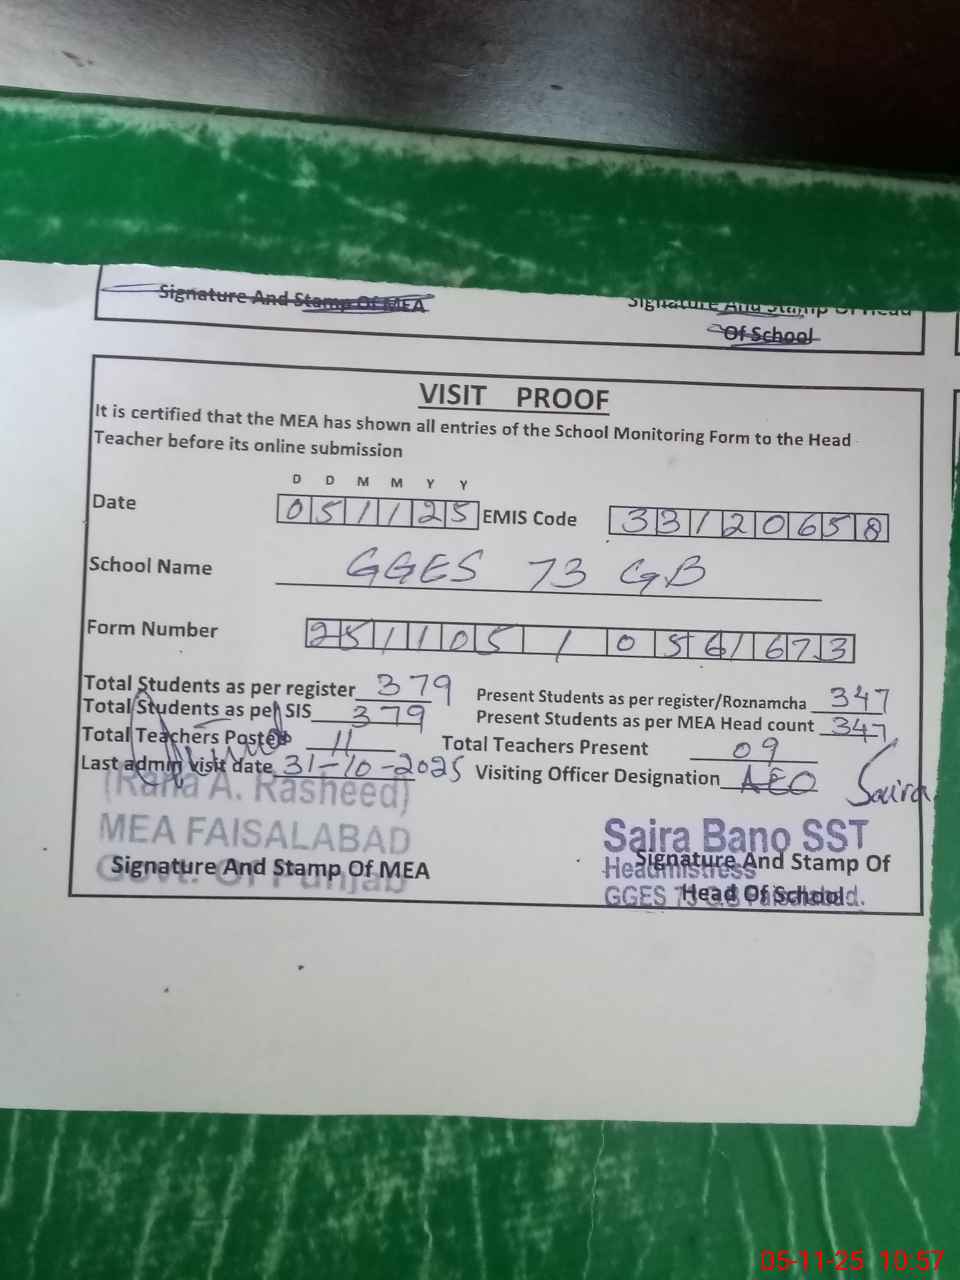 Signature And Stamp Of MEA
Signature And Stamp Of Head
Of School
VISIT PROOF
It is certified that the MEA has shown all entries of the School Monitoring Form to the Head
Teacher before its online submission
D D M M Y Y
Date 051125 EMIS Code 33120658
School Name GGES 73 GB
Form Number 251105 / 0561673
Total Students as per register 379 Present Students as per register/Roznamcha 347
Total Students as per SIS 379 Present Students as per MEA Head count 347
Total Teachers Posted 11 Total Teachers Present 09
Last admin visit date 31-10-2025 Visiting Officer Designation AEO
Saira
(Rana A. Rasheed)
MEA FAISALABAD
Govt. Of Punjab
Signature And Stamp Of MEA
Saira Bano SST
Headmistress
GGES 73 G.B Faisalabad.
Signature And Stamp Of
Head Of School
05-11-25 10:57